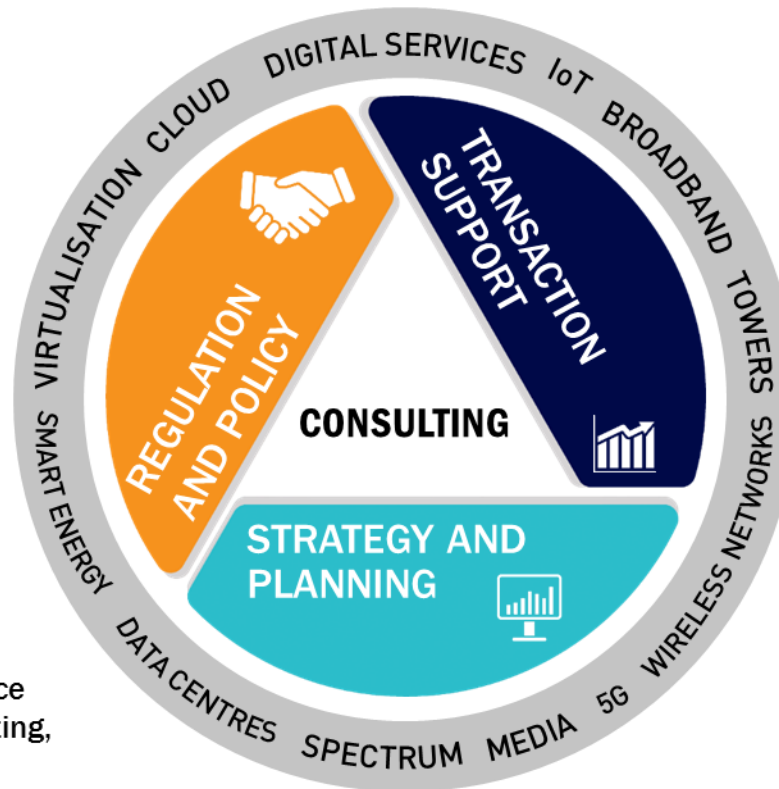 DIGITAL SERVICES
IoT
BROADBAND
TOWERS
WIRELESS NETWORKS
5G
MEDIA
SPECTRUM
DATA CENTRES
SMART ENERGY
VIRTUALISATION
CLOUD
TRANSACTION
SUPPORT
REGULATION
AND POLICY
CONSULTING
STRATEGY AND
PLANNING